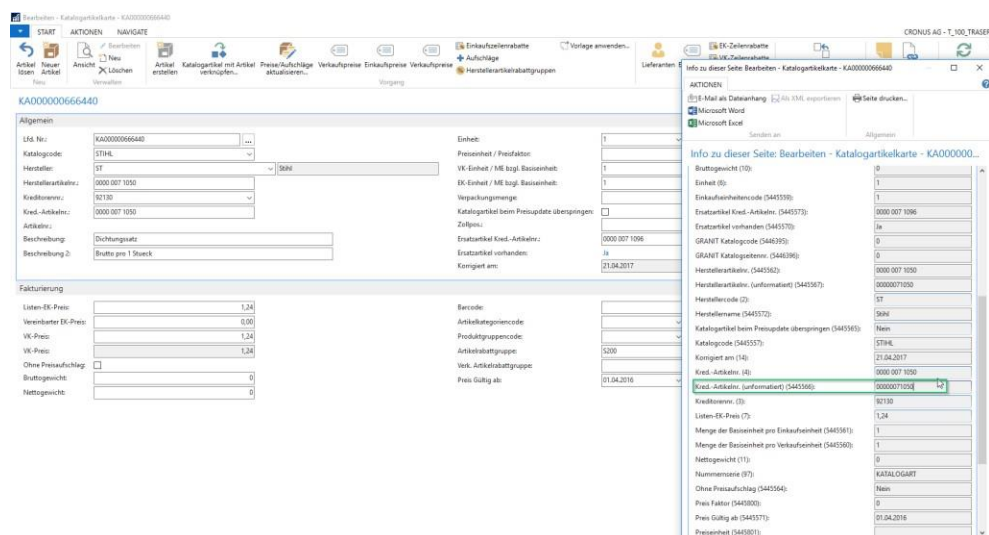 Bearbeiten - Katalogartikelkarte - KA000000666440
START AKTIONEN NAVIGATE
CRONUS AG - T_100_TRASER
Artikel lösen
Neuer Artikel
Neu
Ansicht
Bearbeiten
Neu
Löschen
Verwalten
Artikel erstellen
Katalogartikel mit Artikel verknüpfen...
Preise/Aufschläge aktualisieren...
Verkaufspreise Einkaufspreise Verkaufspreise
Einkaufszeilenrabatte
Aufschläge
Herstellerartikelrabattgruppen
Vorgang
Vorlage anwenden...
Lieferanten
EK-Zeilenrabatte
VK-Zeilenrabatte
KA000000666440
Allgemein
Lfd. Nr.: KA000000666440 ...
Katalogcode: STIHL
Hersteller: ST Stihl
Herstellerartikelnr.: 0000 007 1050
Kreditorennr.: 92130
Kred.-Artikelnr.: 0000 007 1050
Artikelnr.:
Beschreibung: Dichtungssatz
Beschreibung 2: Brutto pro 1 Stueck
Einheit: 1
Preiseinheit / Preisfaktor:
VK-Einheit / ME bzgl. Basiseinheit: 1
EK-Einheit / ME bzgl. Basiseinheit: 1
Verpackungsmenge:
Katalogartikel beim Preisupdate überspringen:
Zollpos.:
Ersatzartikel Kred.-Artikelnr.: 0000 007 1096
Ersatzartikel vorhanden: Ja
Korrigiert am: 21.04.2017
Fakturierung
Listen-EK-Preis: 1,24
Vereinbarter EK-Preis: 0,00
VK-Preis: 1,24
VK-Preis: 1,24
Ohne Preisaufschlag:
Bruttogewicht: 0
Nettogewicht: 0
Barcode:
Artikelkategoriencode:
Produktgruppencode:
Artikelrabattgruppe: S200
Verk. Artikelrabattgruppe:
Preis Gültig ab: 01.04.2016
Info zu dieser Seite: Bearbeiten - Katalogartikelkarte - KA000000666440
AKTIONEN
E-Mail als Dateianhang Als XML exportieren Seite drucken...
Microsoft Word
Microsoft Excel
Senden an Allgemein
Info zu dieser Seite: Bearbeiten - Katalogartikelkarte - KA000000...
Bruttogewicht (10): 0
Einheit (6): 1
Einkaufseinheitencode (5445559): 1
Ersatzartikel Kred.-Artikelnr. (5445573): 0000 007 1096
Ersatzartikel vorhanden (5445570): Ja
GRANIT Katalogcode (5446395): 0
GRANIT Katalogseitennr. (5446396): 0
Herstellerartikelnr. (5445562): 0000 007 1050
Herstellerartikelnr. (unformatiert) (5445567): 00000071050
Herstellercode (2): ST
Herstellername (5445572): Stihl
Katalogartikel beim Preisupdate überspringen (5445565): Nein
Katalogcode (5445557): STIHL
Korrigiert am (14): 21.04.2017
Kred.-Artikelnr. (4): 0000 007 1050
Kred.-Artikelnr. (unformatiert) (5445566): 00000071050
Kreditorennr. (3): 92130
Listen-EK-Preis (7): 1,24
Menge der Basiseinheit pro Einkaufseinheit (5445561): 1
Menge der Basiseinheit pro Verkaufseinheit (5445560): 1
Nettogewicht (11): 0
Nummernserie (97): KATALOGART
Ohne Preisaufschlag (5445564): Nein
Preis Faktor (5445800): 0
Preis Gültig ab (5445571): 01.04.2016
Preiseinheit (5445801):